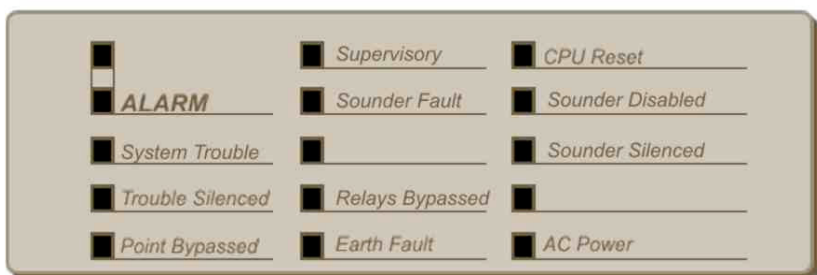 ALARM
System Trouble
Trouble Silenced
Point Bypassed
Supervisory
Sounder Fault
Relays Bypassed
Earth Fault
CPU Reset
Sounder Disabled
Sounder Silenced
AC Power